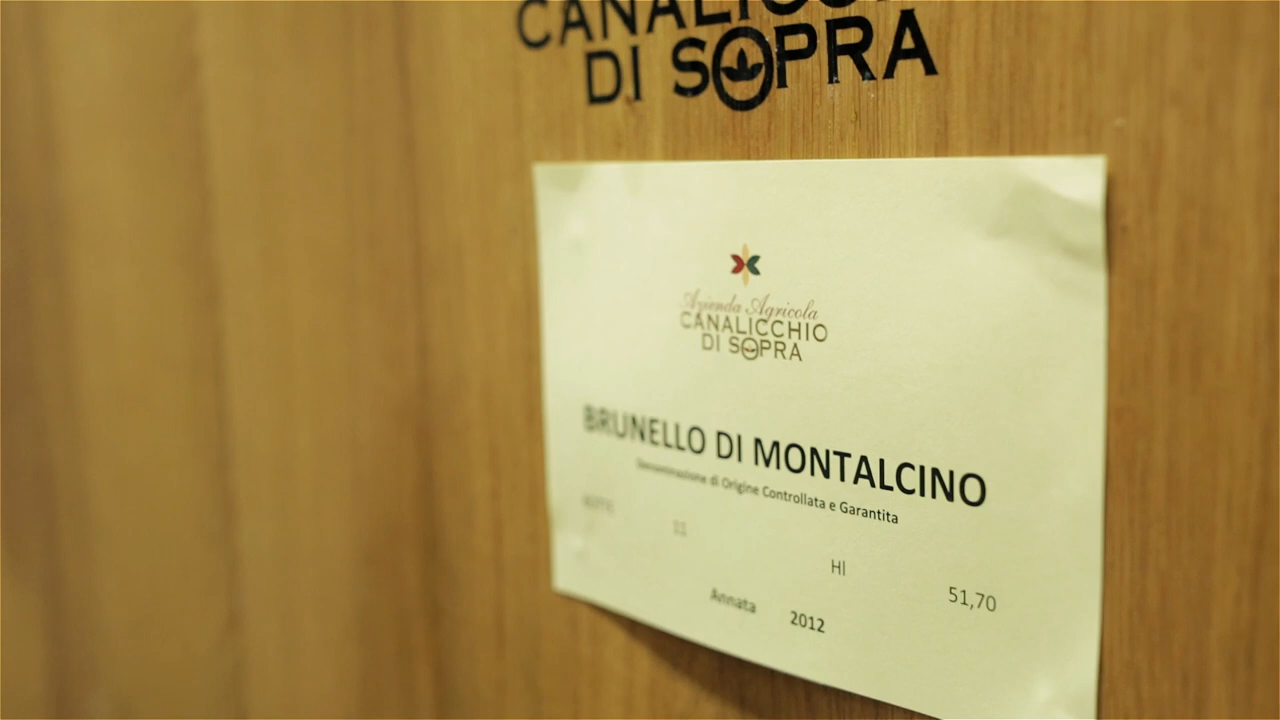 CANALICCHIO
DI SOPRA
Azienda Agricola
CANALICCHIO
DI SOPRA
BRUNELLO DI MONTALCINO
Denominazione di Origine Controllata e Garantita
11
Hl 51,70
Annata 2012